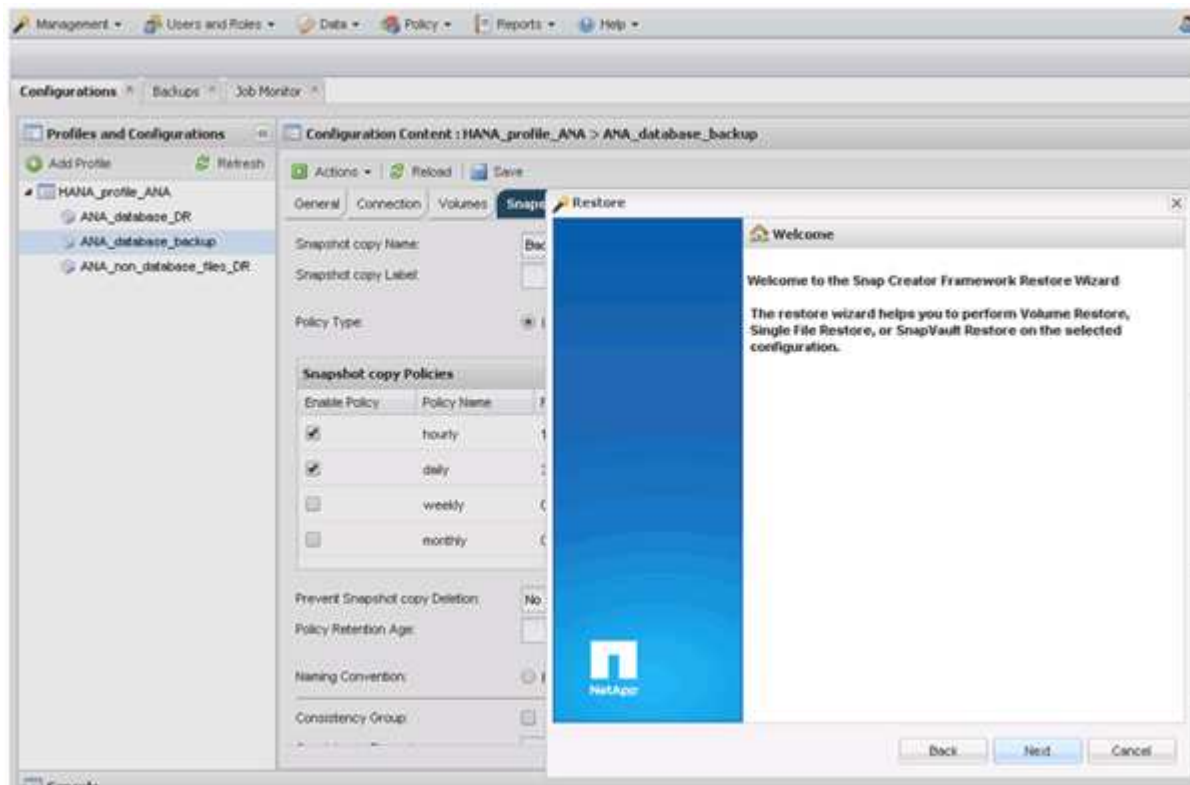 Management Users and Roles Data Policy Reports Help
Configurations Backups Job Monitor
Profiles and Configurations
Add Profile Refresh
HANA_profile_ANA
ANA_database_DR
ANA_database_backup
ANA_non_database_files_DR
Configuration Content : HANA_profile_ANA > ANA_database_backup
Actions Reload Save
General Connection Volumes Snaps
Snapshot copy Name: Bac
Snapshot copy Label:
Policy Type:
Snapshot copy Policies
Enable Policy Policy Name
hourly
daily
weekly
monthly
Prevent Snapshot copy Deletion: No
Policy Retention Age:
Naming Convention:
Consistency Group:
Restore
Welcome
Welcome to the Snap Creator Framework Restore Wizard
The restore wizard helps you to perform Volume Restore,
Single File Restore, or SnapVault Restore on the selected
configuration.
NetApp
Back Next Cancel